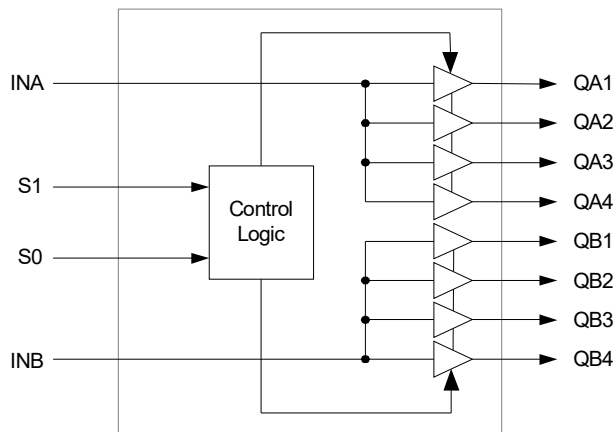 INA
S1
S0
INB
Control
Logic
QA1
QA2
QA3
QA4
QB1
QB2
QB3
QB4